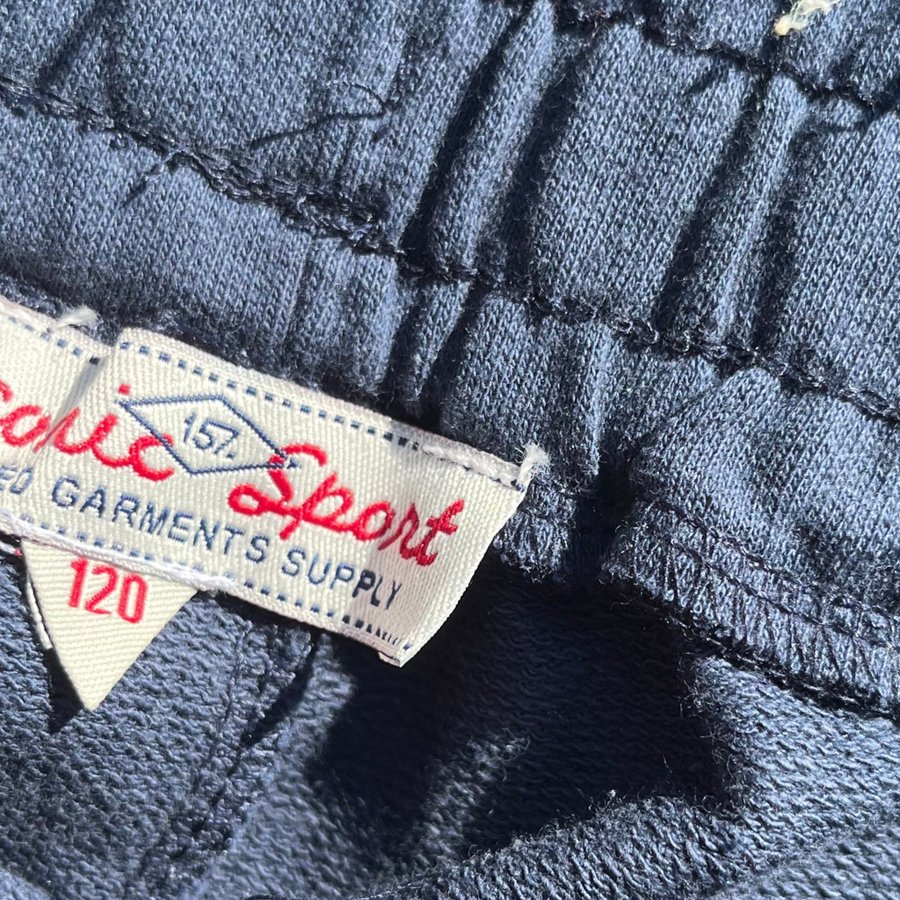 157.
Sport
GARMENTS SUPPLY
120